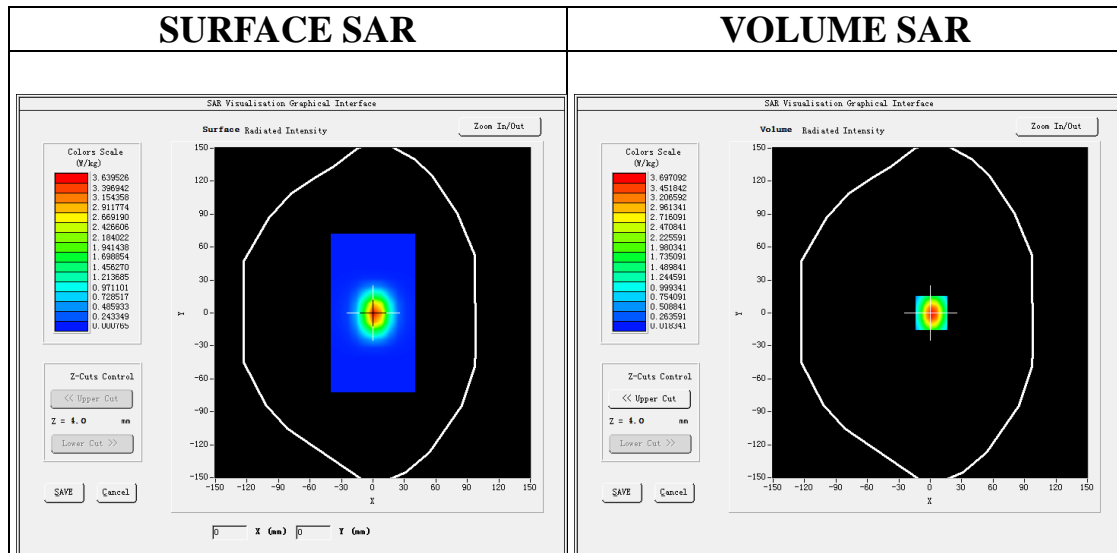 SURFACE SAR
VOLUME SAR
SAR Visualisation Graphical Interface
Surface Radiated Intensity
Zoom In/Out
Colors Scale
(W/kg)
3.639526
3.396942
3.154358
2.911774
2.669190
2.426606
2.184022
1.941438
1.698854
1.456270
1.213685
0.971101
0.728517
0.485933
0.243349
0.000765
150
120
90
60
30
0
-30
-60
-90
-120
-150
Y
-150 -120 -90 -60 -30 0 30 60 90 120 150
X
Z-Cuts Control
<< Upper Cut
Z = 4.0 mm
Lower Cut >>
SAVE
Cancel
0 X (mm) 0 Y (mm)
SAR Visualisation Graphical Interface
Volume Radiated Intensity
Zoom In/Out
Colors Scale
(W/kg)
3.697092
3.451842
3.206592
2.961341
2.716091
2.470841
2.225591
1.980341
1.735091
1.489841
1.244591
0.999341
0.754091
0.508841
0.263591
0.018341
150
120
90
60
30
0
-30
-60
-90
-120
-150
Y
-150 -120 -90 -60 -30 0 30 60 90 120 150
X
Z-Cuts Control
<< Upper Cut
Z = 4.0 mm
Lower Cut >>
SAVE
Cancel